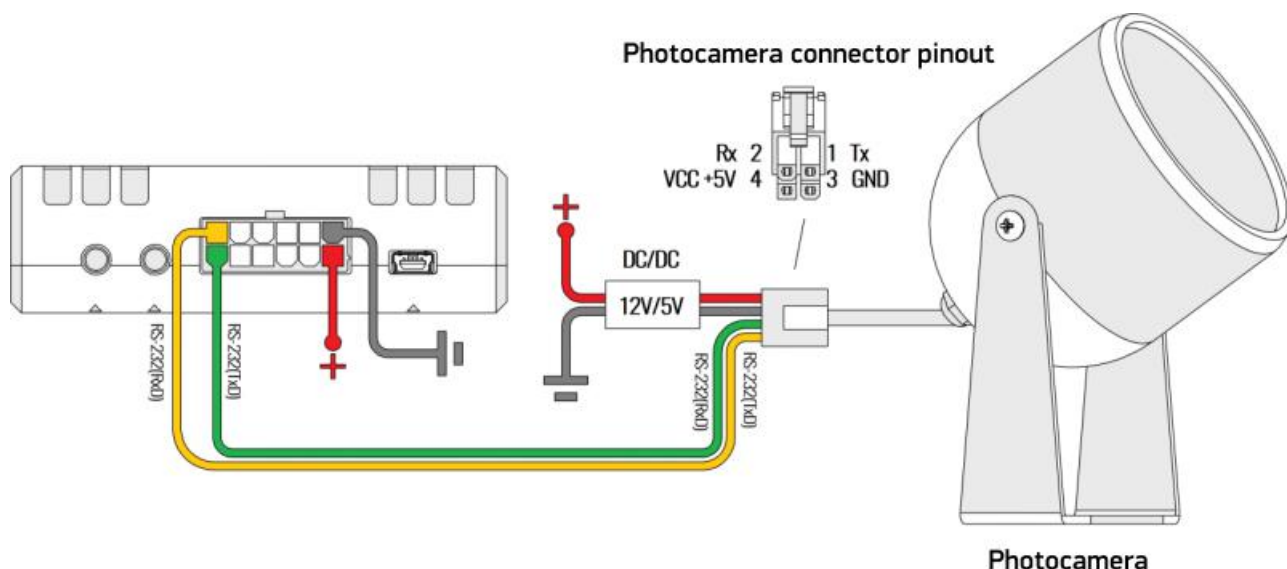 Photocamera connector pinout
Rx 2 1 Tx
VCC +5V 4 3 GND
DC/DC
12V/5V
RS-232(RxD)
RS-232(TxD)
RS-232(RxD)
RS-232(TxD)
Photocamera